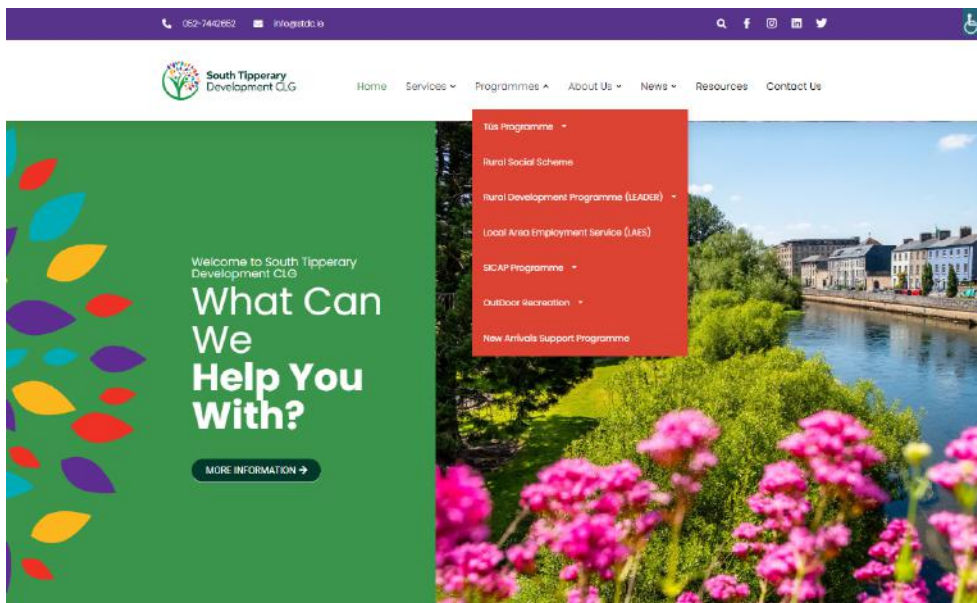 052-7442652 info@stdc.ie
South Tipperary
Development CLG
Home Services Programmes About Us News Resources Contact Us
Tús Programme
Rural Social Scheme
Rural Development Programme (LEADER)
Local Area Employment Service (LAES)
SICAP Programme
OutDoor Recreation
New Arrivals Support Programme
Welcome to South Tipperary
Development CLG
What Can
We
Help You
With?
MORE INFORMATION →